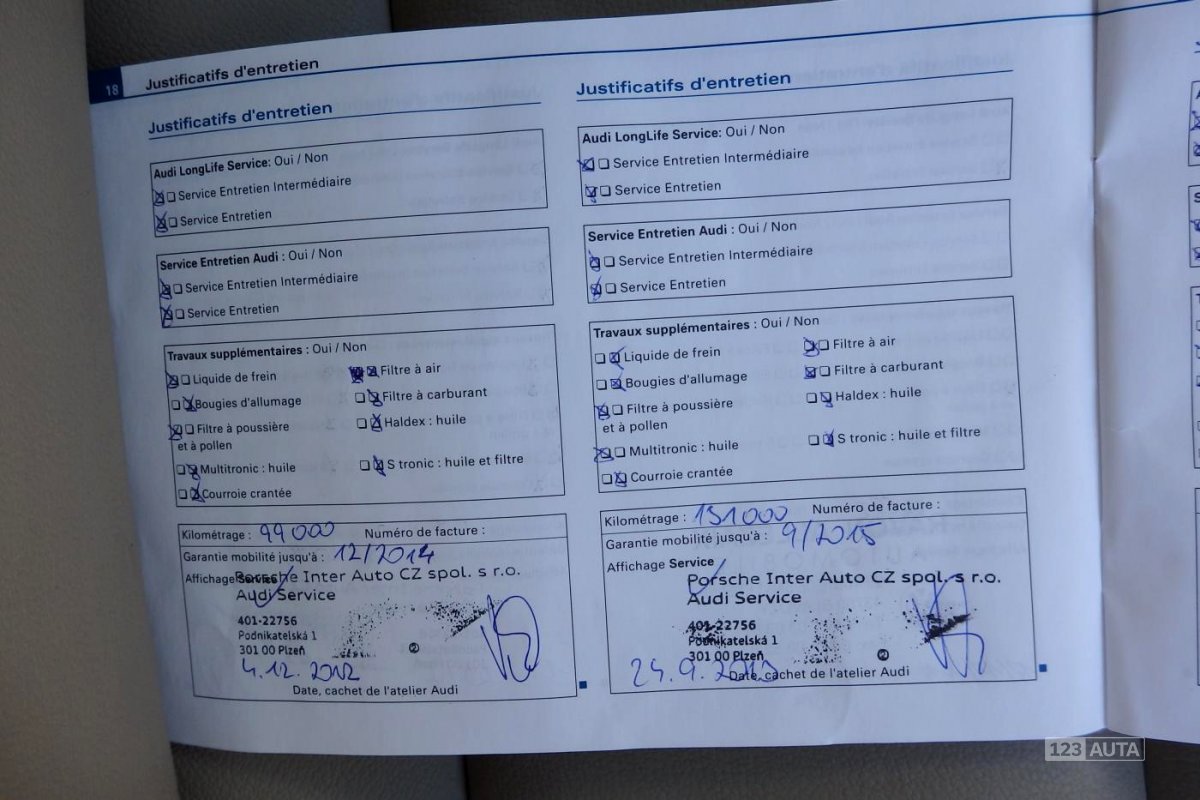 18 Justificatifs d'entretien
Justificatifs d'entretien
Audi LongLife Service: Oui / Non
Service Entretien Intermédiaire
Service Entretien
Service Entretien Audi : Oui / Non
Service Entretien Intermédiaire
Service Entretien
Travaux supplémentaires : Oui / Non
Liquide de frein Filtre à air
Bougies d'allumage Filtre à carburant
Filtre à poussière Haldex : huile
et à pollen
Multitronic : huile S tronic : huile et filtre
Courroie crantée
Kilométrage : 99000 Numéro de facture :
Garantie mobilité jusqu'à : 12/2014
Affichage Service
Porsche Inter Auto CZ spol. s r.o.
Audi Service
401-22756
Podnikatelská 1
301 00 Plzeň
2
4.12.2012
Date, cachet de l'atelier Audi
Justificatifs d'entretien
Audi LongLife Service: Oui / Non
Service Entretien Intermédiaire
Service Entretien
Service Entretien Audi : Oui / Non
Service Entretien Intermédiaire
Service Entretien
Travaux supplémentaires : Oui / Non
Liquide de frein Filtre à air
Bougies d'allumage Filtre à carburant
Filtre à poussière Haldex : huile
et à pollen
Multitronic : huile S tronic : huile et filtre
Courroie crantée
Kilométrage : 131000 Numéro de facture :
Garantie mobilité jusqu'à : 9/2015
Affichage Service
Porsche Inter Auto CZ spol. s r.o.
Audi Service
401-22756
Podnikatelská 1
301 00 Plzeň
2
Date, cachet de l'atelier Audi
123 AUTA